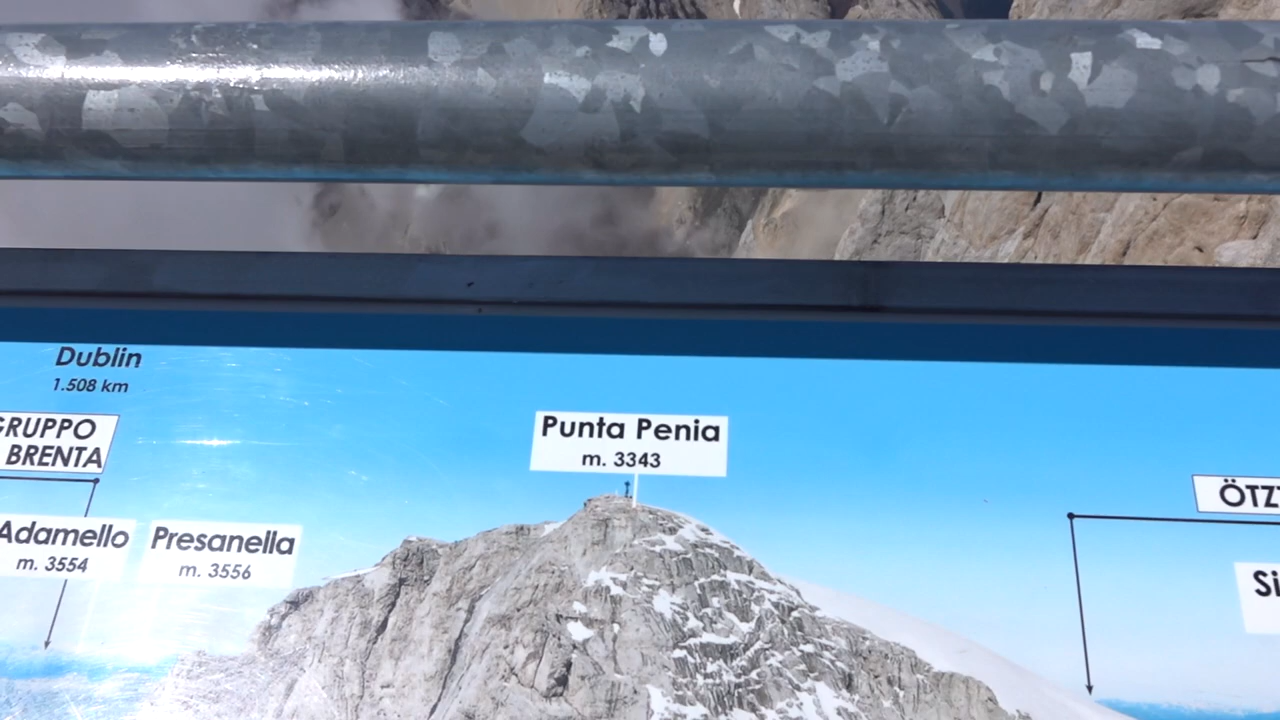 Dublin
1.508 km
GRUPPO
BRENTA
Adamello
m. 3554
Presanella
m. 3556
Punta Penia
m. 3343